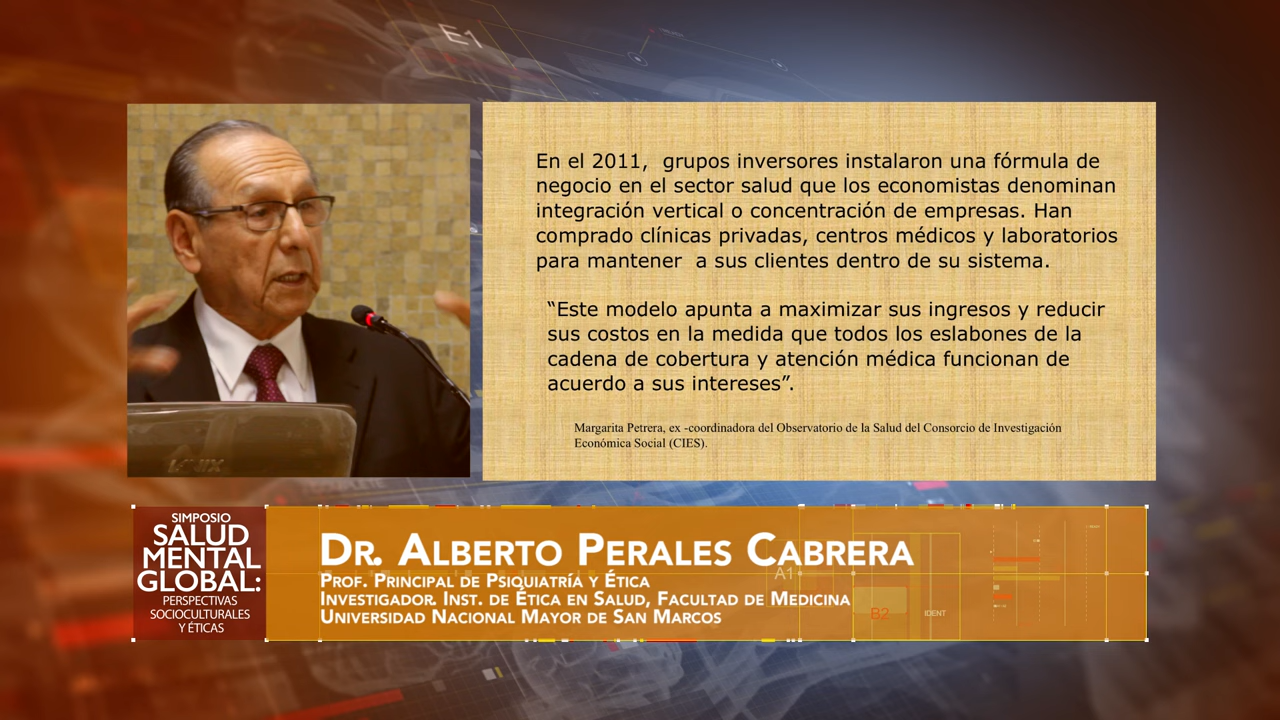 E1
En el 2011,  grupos inversores instalaron una fórmula de
negocio en el sector salud que los economistas denominan
integración vertical o concentración de empresas. Han
comprado clínicas privadas, centros médicos y laboratorios
para mantener  a sus clientes dentro de su sistema.
“Este modelo apunta a maximizar sus ingresos y reducir
sus costos en la medida que todos los eslabones de la
cadena de cobertura y atención médica funcionan de
acuerdo a sus intereses”.
Margarita Petrera, ex -coordinadora del Observatorio de la Salud del Consorcio de Investigación
Económica Social (CIES).
SIMPOSIO
SALUD
MENTAL
GLOBAL:
PERSPECTIVAS
SOCIOCULTURALES
Y ÉTICAS
DR. ALBERTO PERALES CABRERA
PROF. PRINCIPAL DE PSIQUIATRÍA Y ÉTICA
INVESTIGADOR. INST. DE ÉTICA EN SALUD, FACULTAD DE MEDICINA
UNIVERSIDAD NACIONAL MAYOR DE SAN MARCOS
A1
B2
IDENT